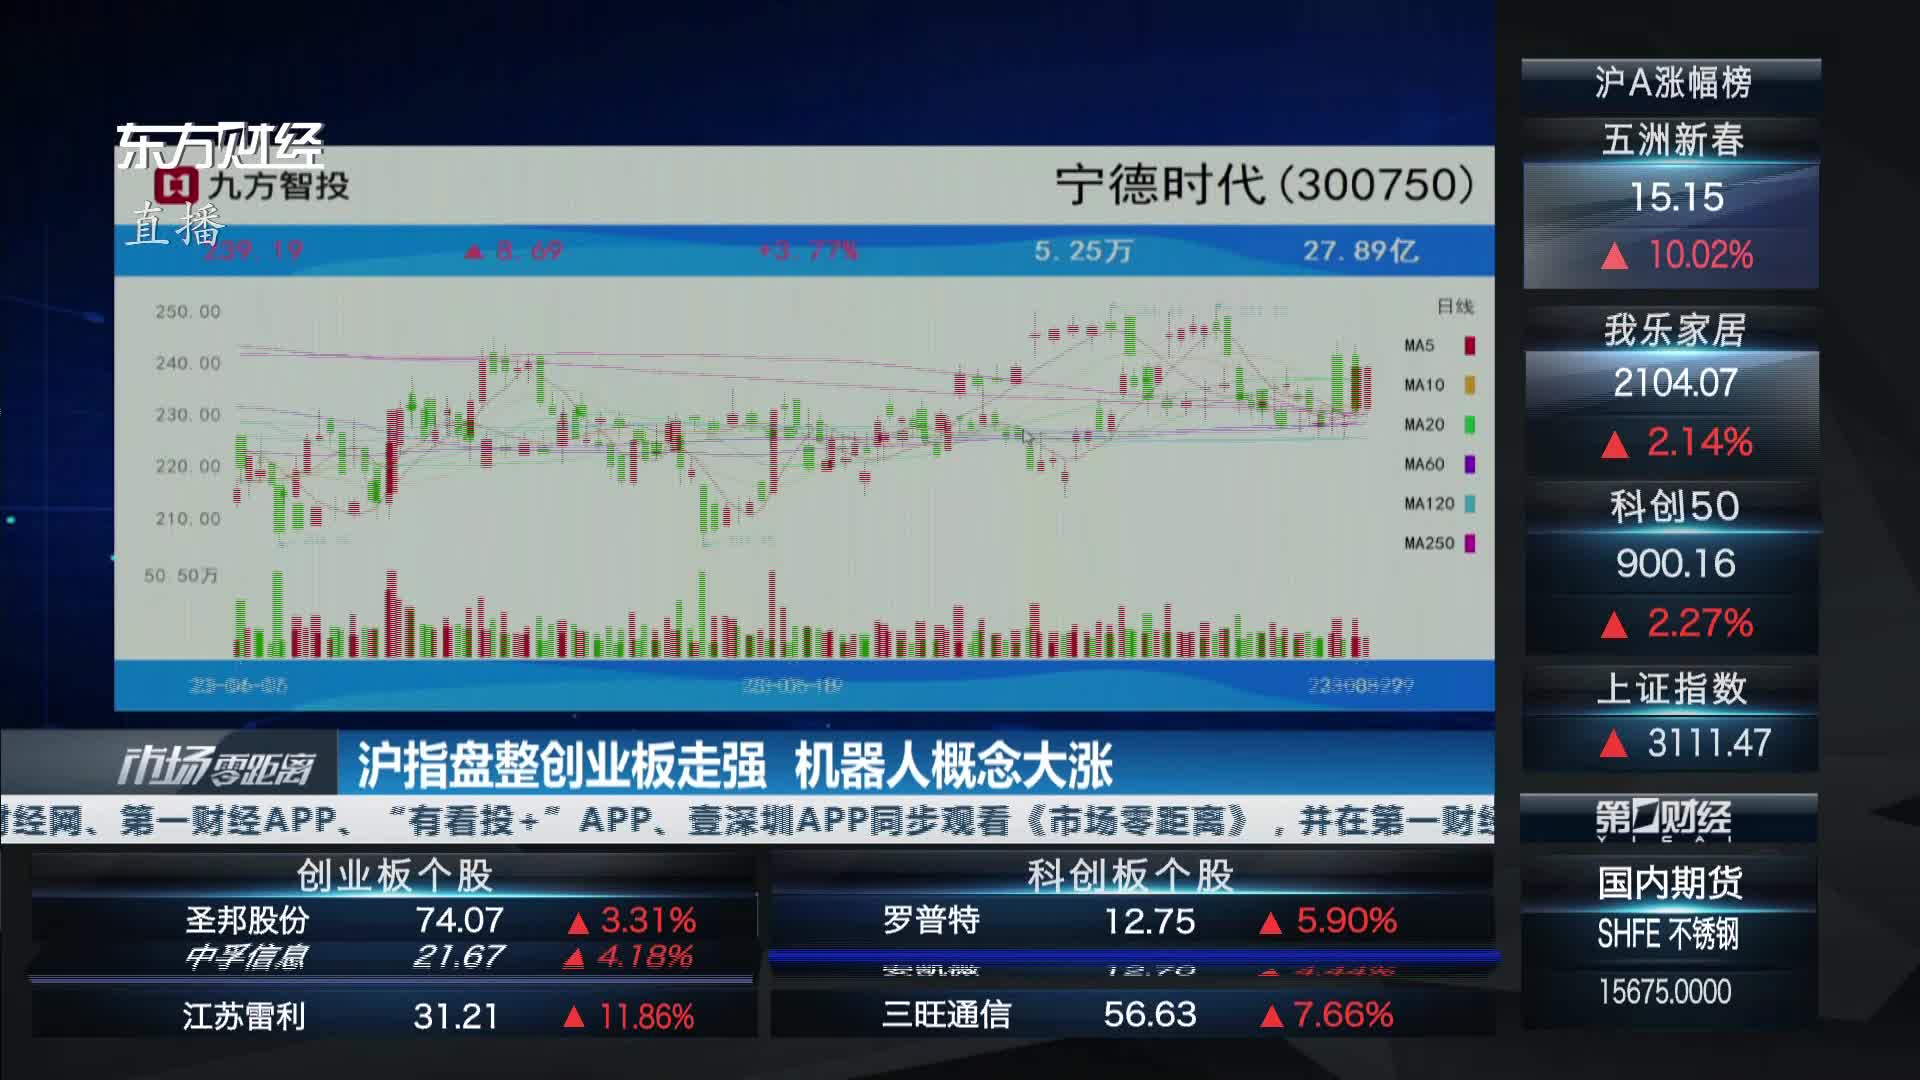 东方财经
九方智投
宁德时代(300750)
直播
239.19 ▲8.69 +3.77% 5.25万 27.89亿
250.00
240.00
230.00
220.00
210.00
50.50万
日线
MA5
MA10
MA20
MA60
MA120
MA250
市场零距离
沪指盘整创业板走强 机器人概念大涨
财经网、第一财经APP、“有看投+”APP、壹深圳APP同步观看《市场零距离》，并在第一财经
创业板个股
圣邦股份 74.07 ▲3.31%
中孚信息 21.67 ▲4.18%
江苏雷利 31.21 ▲11.86%
科创板个股
罗普特 12.75 ▲5.90%
三旺通信 56.63 ▲7.66%
沪A涨幅榜
五洲新春
15.15
▲ 10.02%
我乐家居
2104.07
▲ 2.14%
科创50
900.16
▲ 2.27%
上证指数
▲ 3111.47
第一财经
YICAI
国内期货
SHFE 不锈钢
15675.0000